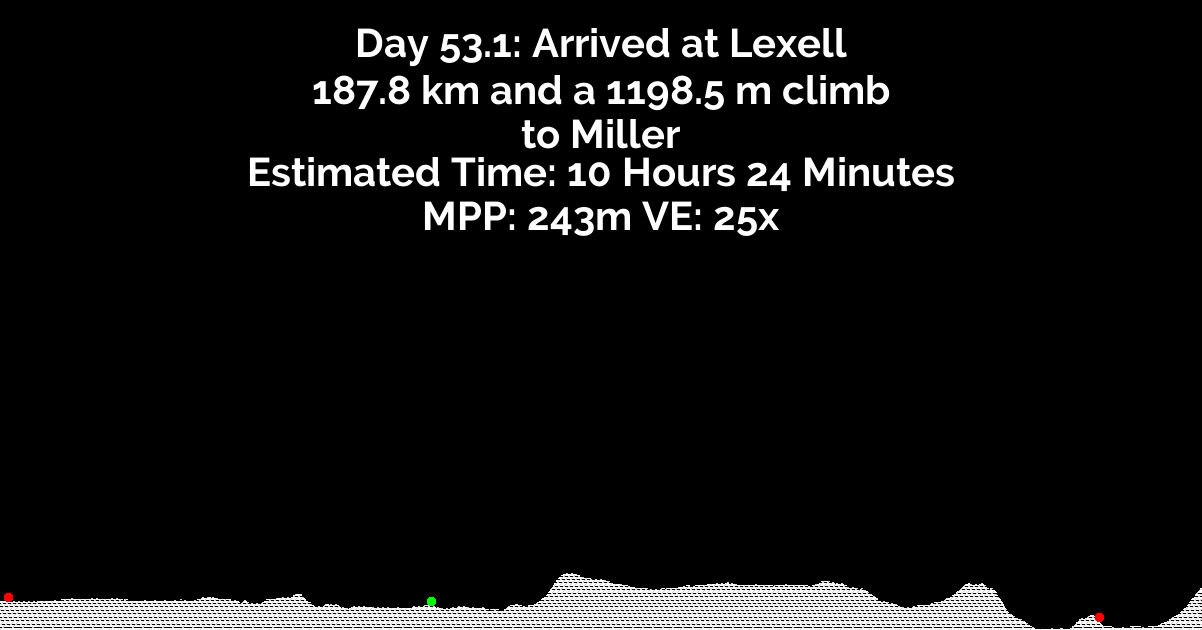 Day 53.1: Arrived at Lexell
187.8 km and a 1198.5 m climb
to Miller
Estimated Time: 10 Hours 24 Minutes
MPP: 243m VE: 25x